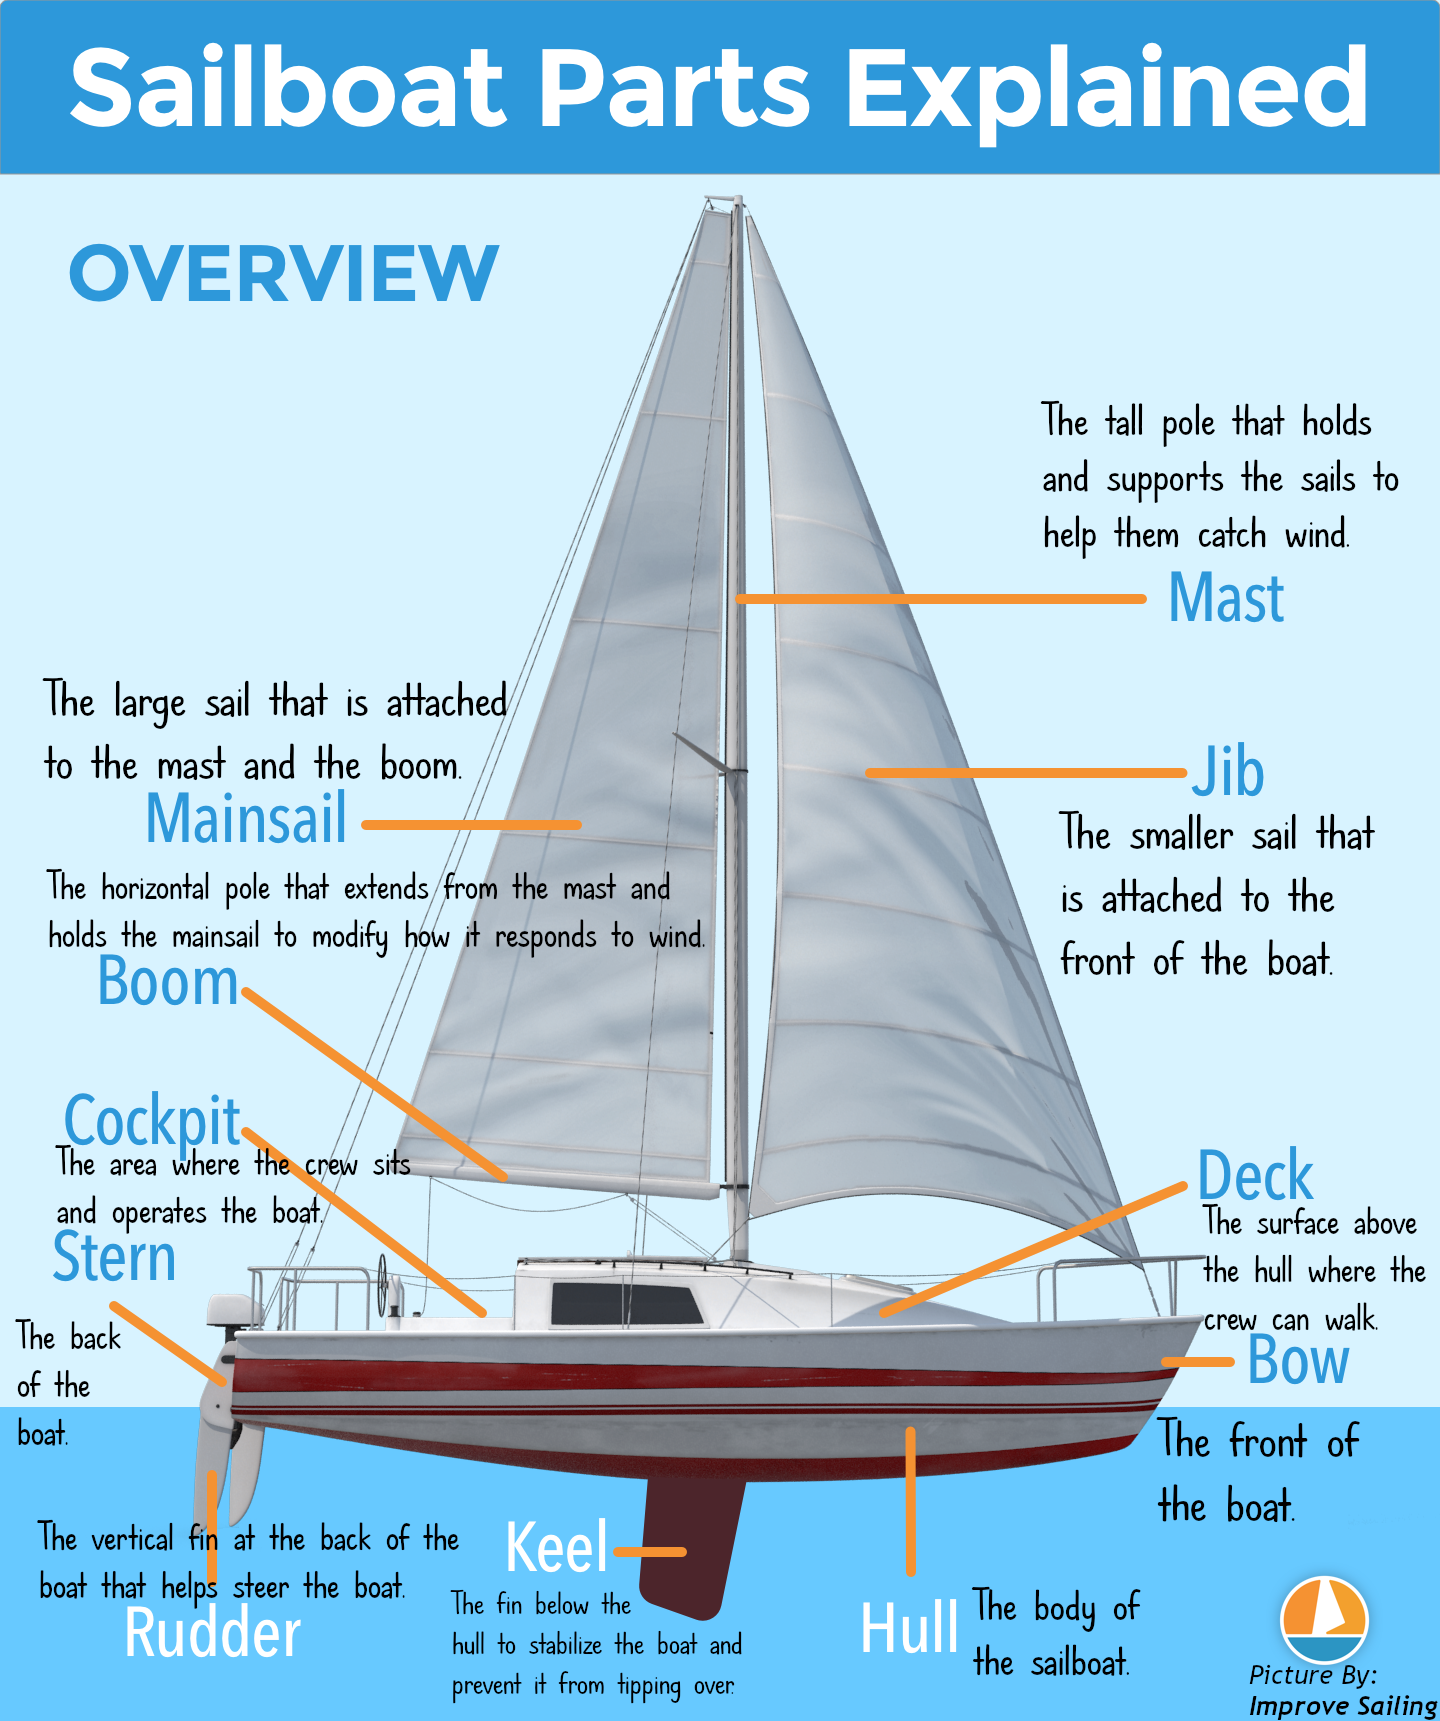 Sailboat Parts Explained
OVERVIEW
The tall pole that holds
and supports the sails to
help them catch wind.
Mast
The large sail that is attached
to the mast and the boom.
Mainsail
Jib
The smaller sail that
is attached to the
front of the boat.
The horizontal pole that extends from the mast and
holds the mainsail to modify how it responds to wind.
Boom
Cockpit
The area where the crew sits
and operates the boat.
Deck
The surface above
the hull where the
crew can walk.
Stern
The back
of the
boat.
Bow
The front of
the boat.
The vertical fin at the back of the
boat that helps steer the boat.
Rudder
Keel
The fin below the
hull to stabilize the boat and
prevent it from tipping over.
Hull
The body of
the sailboat.
Picture By:
Improve Sailing